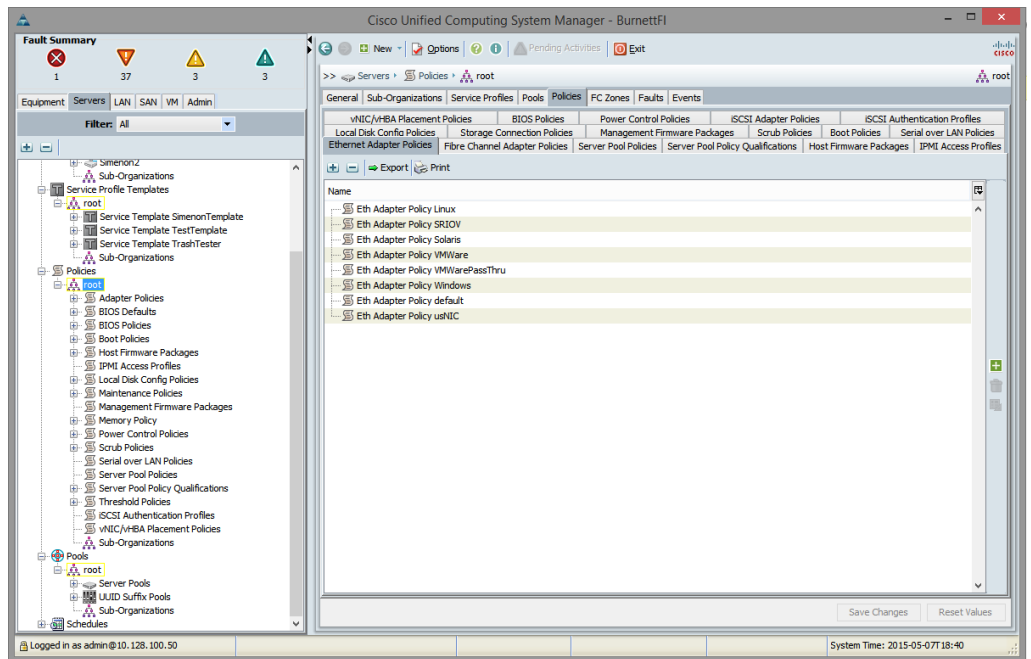 Cisco Unified Computing System Manager - BurnettFI
Fault Summary
1 37 3 3
Equipment Servers LAN SAN VM Admin
Filter: All
Simenon2
Sub-Organizations
Service Profile Templates
root
Service Template SimenonTemplate
Service Template TestTemplate
Service Template TrashTester
Sub-Organizations
Policies
root
Adapter Policies
BIOS Defaults
BIOS Policies
Boot Policies
Host Firmware Packages
IPMI Access Profiles
Local Disk Config Policies
Maintenance Policies
Management Firmware Packages
Memory Policy
Power Control Policies
Scrub Policies
Serial over LAN Policies
Server Pool Policies
Server Pool Policy Qualifications
Threshold Policies
iSCSI Authentication Profiles
vNIC/vHBA Placement Policies
Sub-Organizations
Pools
root
Server Pools
UUID Suffix Pools
Sub-Organizations
Schedules
New Options Pending Activities Exit
CISCO
>> Servers Policies root root
General Sub-Organizations Service Profiles Pools Policies FC Zones Faults Events
vNIC/vHBA Placement Policies BIOS Policies Power Control Policies iSCSI Adapter Policies iSCSI Authentication Profiles
Local Disk Config Policies Storage Connection Policies Management Firmware Packages Scrub Policies Boot Policies Serial over LAN Policies
Ethernet Adapter Policies Fibre Channel Adapter Policies Server Pool Policies Server Pool Policy Qualifications Host Firmware Packages IPMI Access Profiles
Export Print
Name
Eth Adapter Policy Linux
Eth Adapter Policy SRIOV
Eth Adapter Policy Solaris
Eth Adapter Policy VMWare
Eth Adapter Policy VMWarePassThru
Eth Adapter Policy Windows
Eth Adapter Policy default
Eth Adapter Policy usNIC
Save Changes Reset Values
Logged in as admin@10.128.100.50 System Time: 2015-05-07T18:40